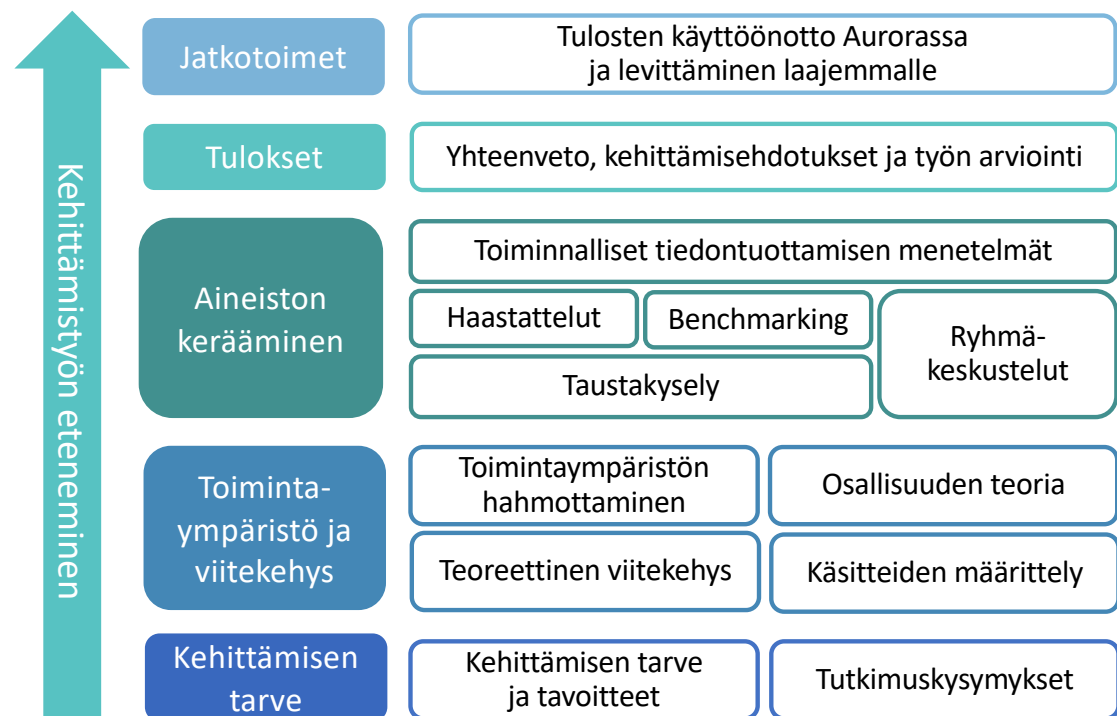 Kehittämistyön eteneminen
Jatkotoimet
Tulosten käyttöönotto Aurorassa
ja levittäminen laajemmalle
Tulokset
Yhteenveto, kehittämisehdotukset ja työn arviointi
Aineiston
kerääminen
Toiminnalliset tiedontuottamisen menetelmät
Haastattelut
Benchmarking
Ryhmä-
keskustelut
Taustakysely
Toiminta-
ympäristö ja
viitekehys
Toimintaympäristön
hahmottaminen
Osallisuuden teoria
Teoreettinen viitekehys
Käsitteiden määrittely
Kehittämisen
tarve
Kehittämisen tarve
ja tavoitteet
Tutkimuskysymykset